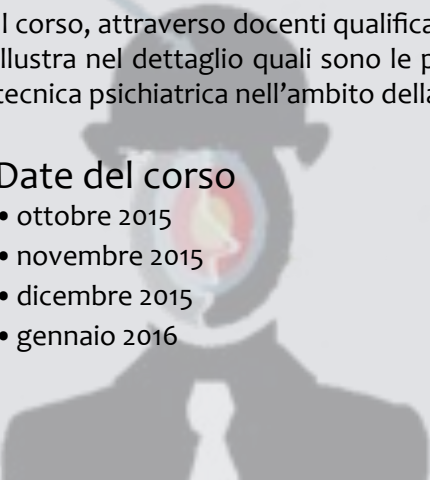 l corso, attraverso docenti qualifica
llustra nel dettaglio quali sono le p
tecnica psichiatrica nell’ambito della
Date del corso
• ottobre 2015
• novembre 2015
• dicembre 2015
• gennaio 2016